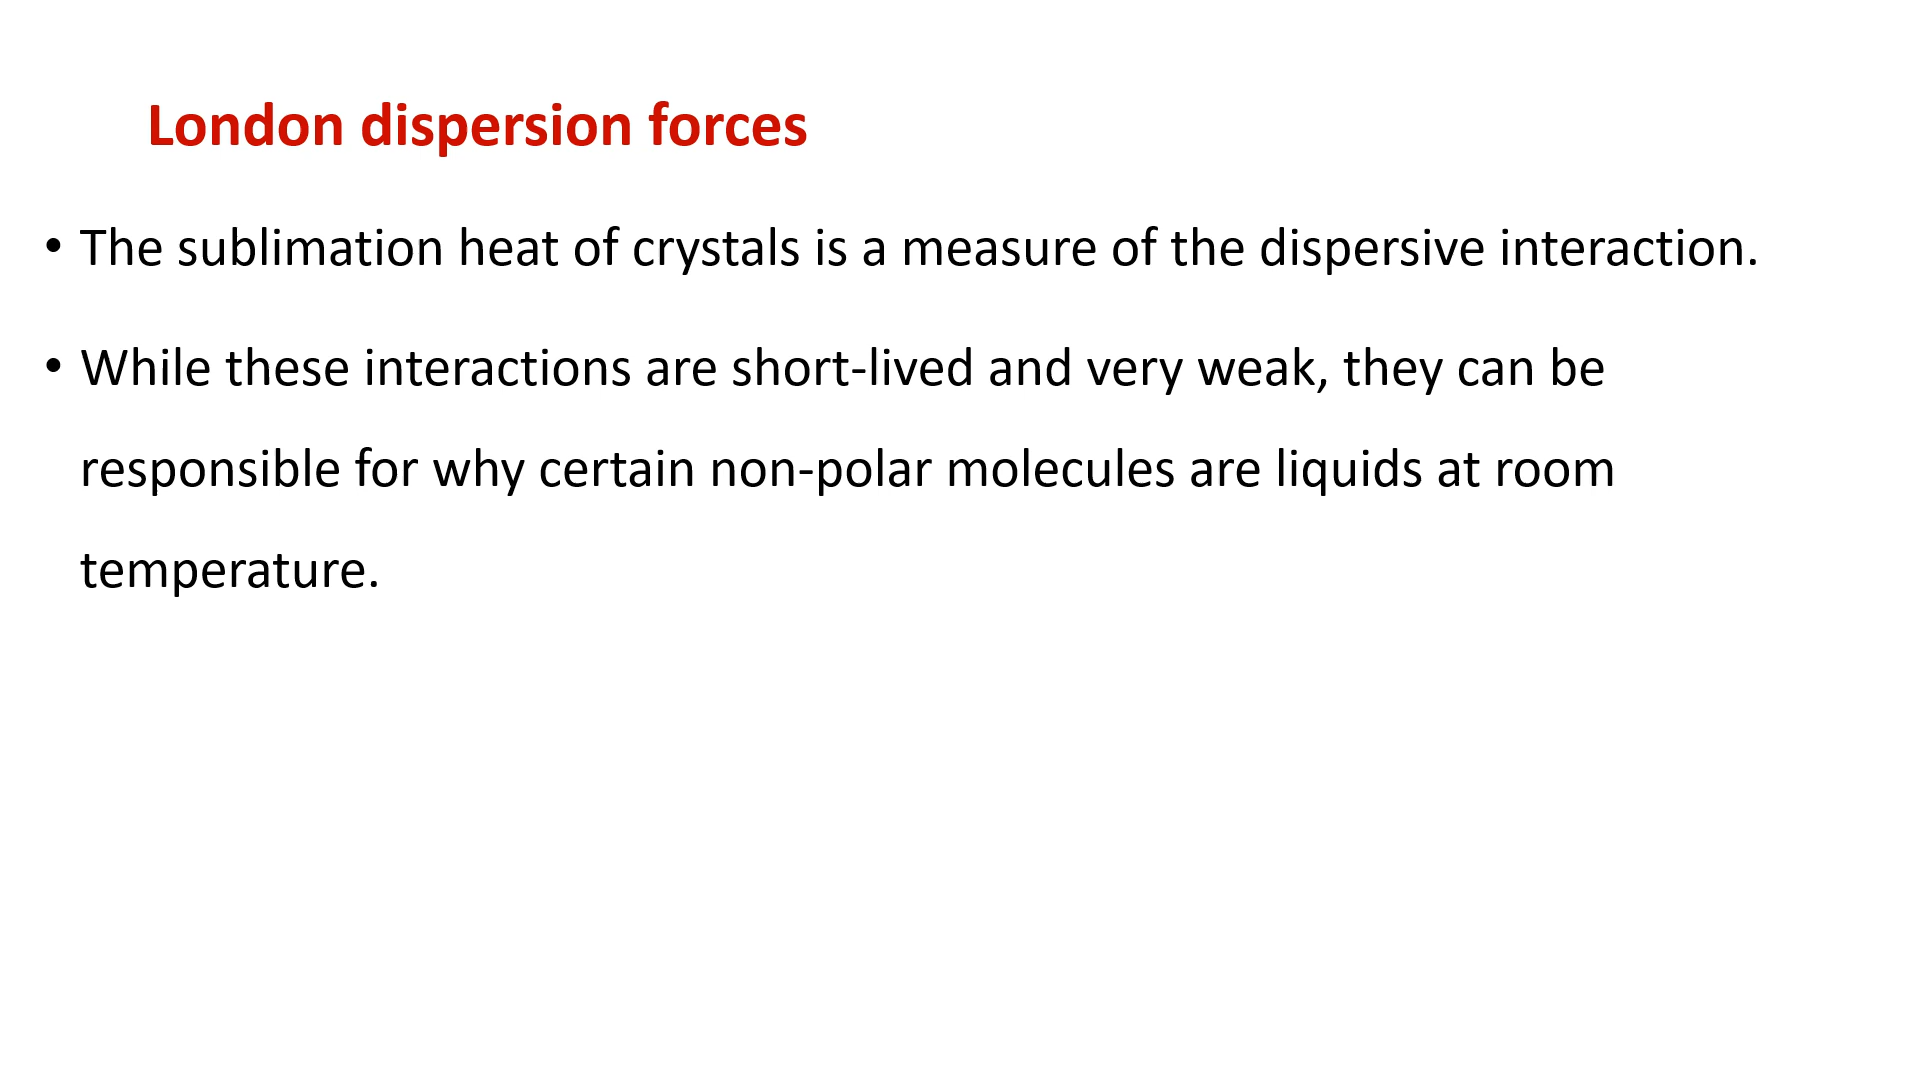 London dispersion forces
• The sublimation heat of crystals is a measure of the dispersive interaction.
• While these interactions are short-lived and very weak, they can be
responsible for why certain non-polar molecules are liquids at room
temperature.